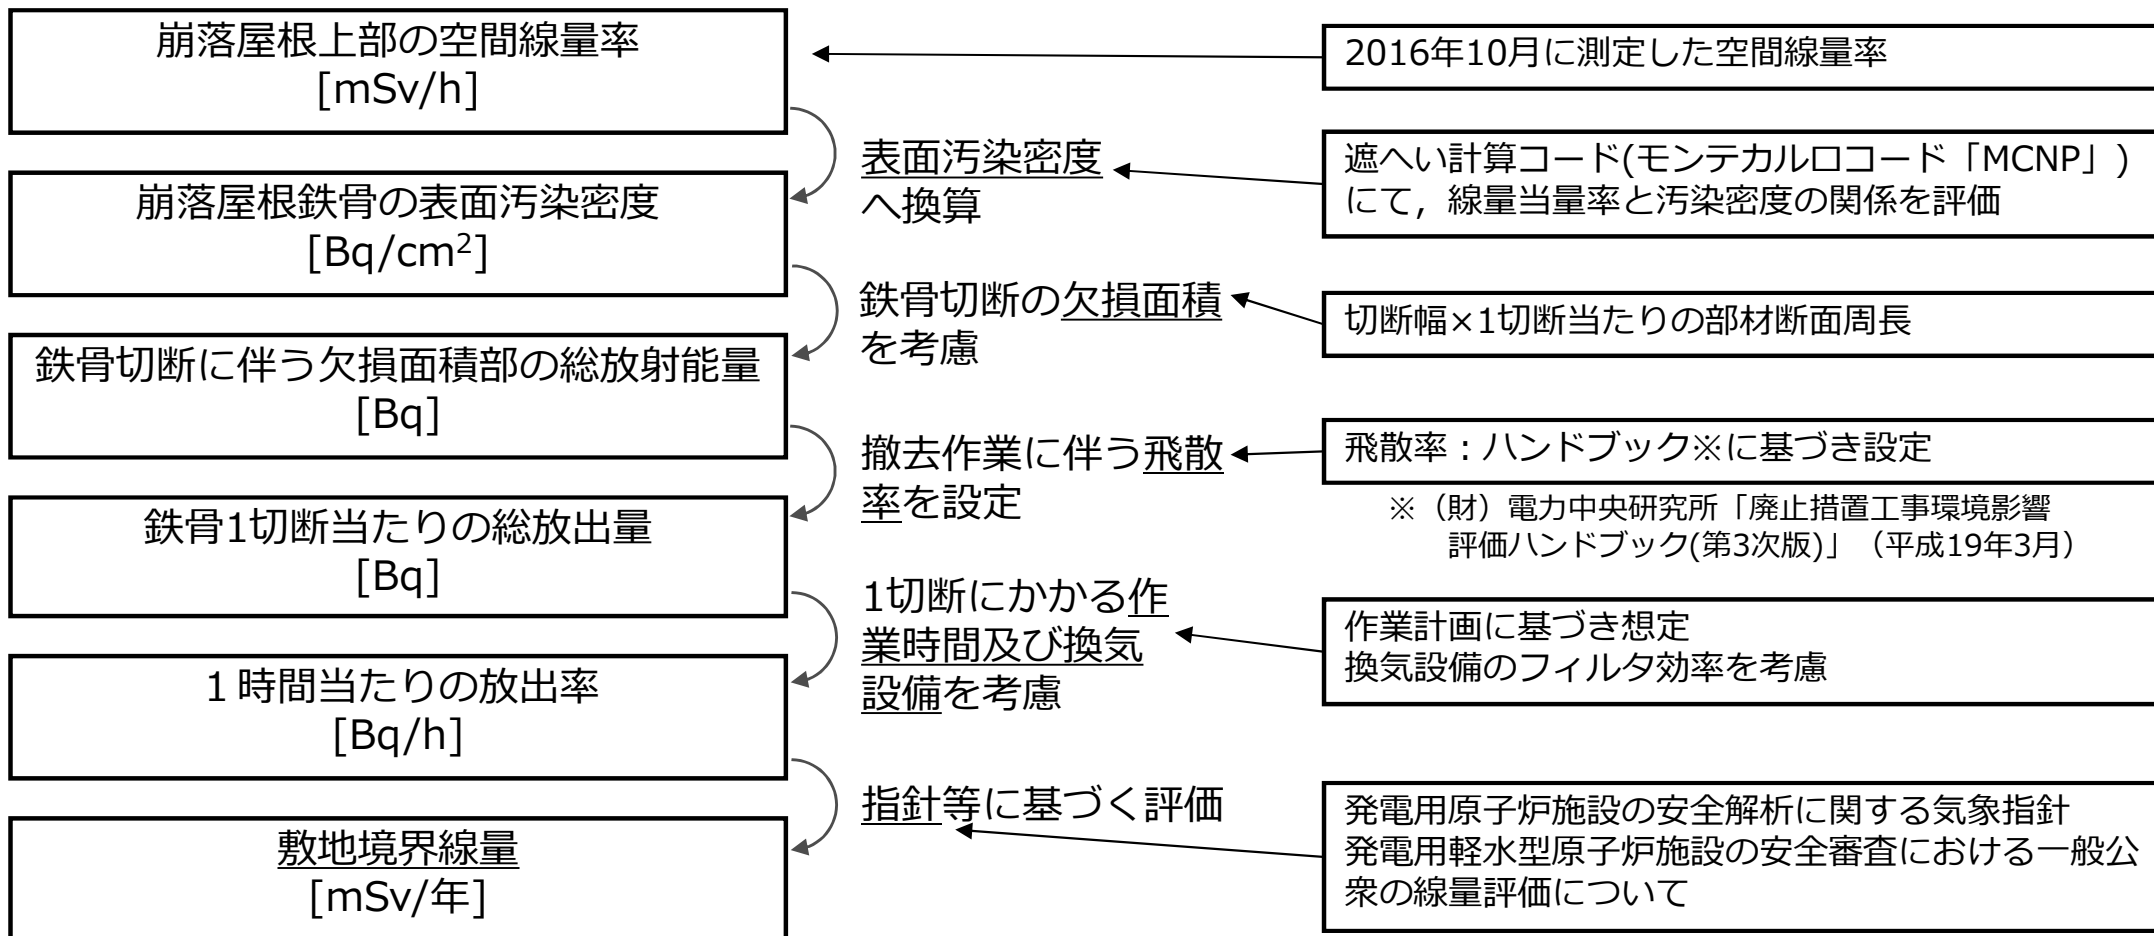 崩落屋根上部の空間線量率
[mSv/h]
2016年10月に測定した空間線量率
表面汚染密度
へ換算
遮へい計算コード(モンテカルロコード「MCNP」)
にて，線量当量率と汚染密度の関係を評価
崩落屋根鉄骨の表面汚染密度
[Bq/cm²]
鉄骨切断の欠損面積
を考慮
切断幅×1切断当たりの部材断面周長
鉄骨切断に伴う欠損面積部の総放射能量
[Bq]
撤去作業に伴う飛散
率を設定
飛散率：ハンドブック※に基づき設定
※（財）電力中央研究所「廃止措置工事環境影響
評価ハンドブック(第3次版)」（平成19年3月）
鉄骨1切断当たりの総放出量
[Bq]
1切断にかかる作
業時間及び換気
設備を考慮
作業計画に基づき想定
換気設備のフィルタ効率を考慮
１時間当たりの放出率
[Bq/h]
指針等に基づく評価
発電用原子炉施設の安全解析に関する気象指針
発電用軽水型原子炉施設の安全審査における一般公
衆の線量評価について
敷地境界線量
[mSv/年]